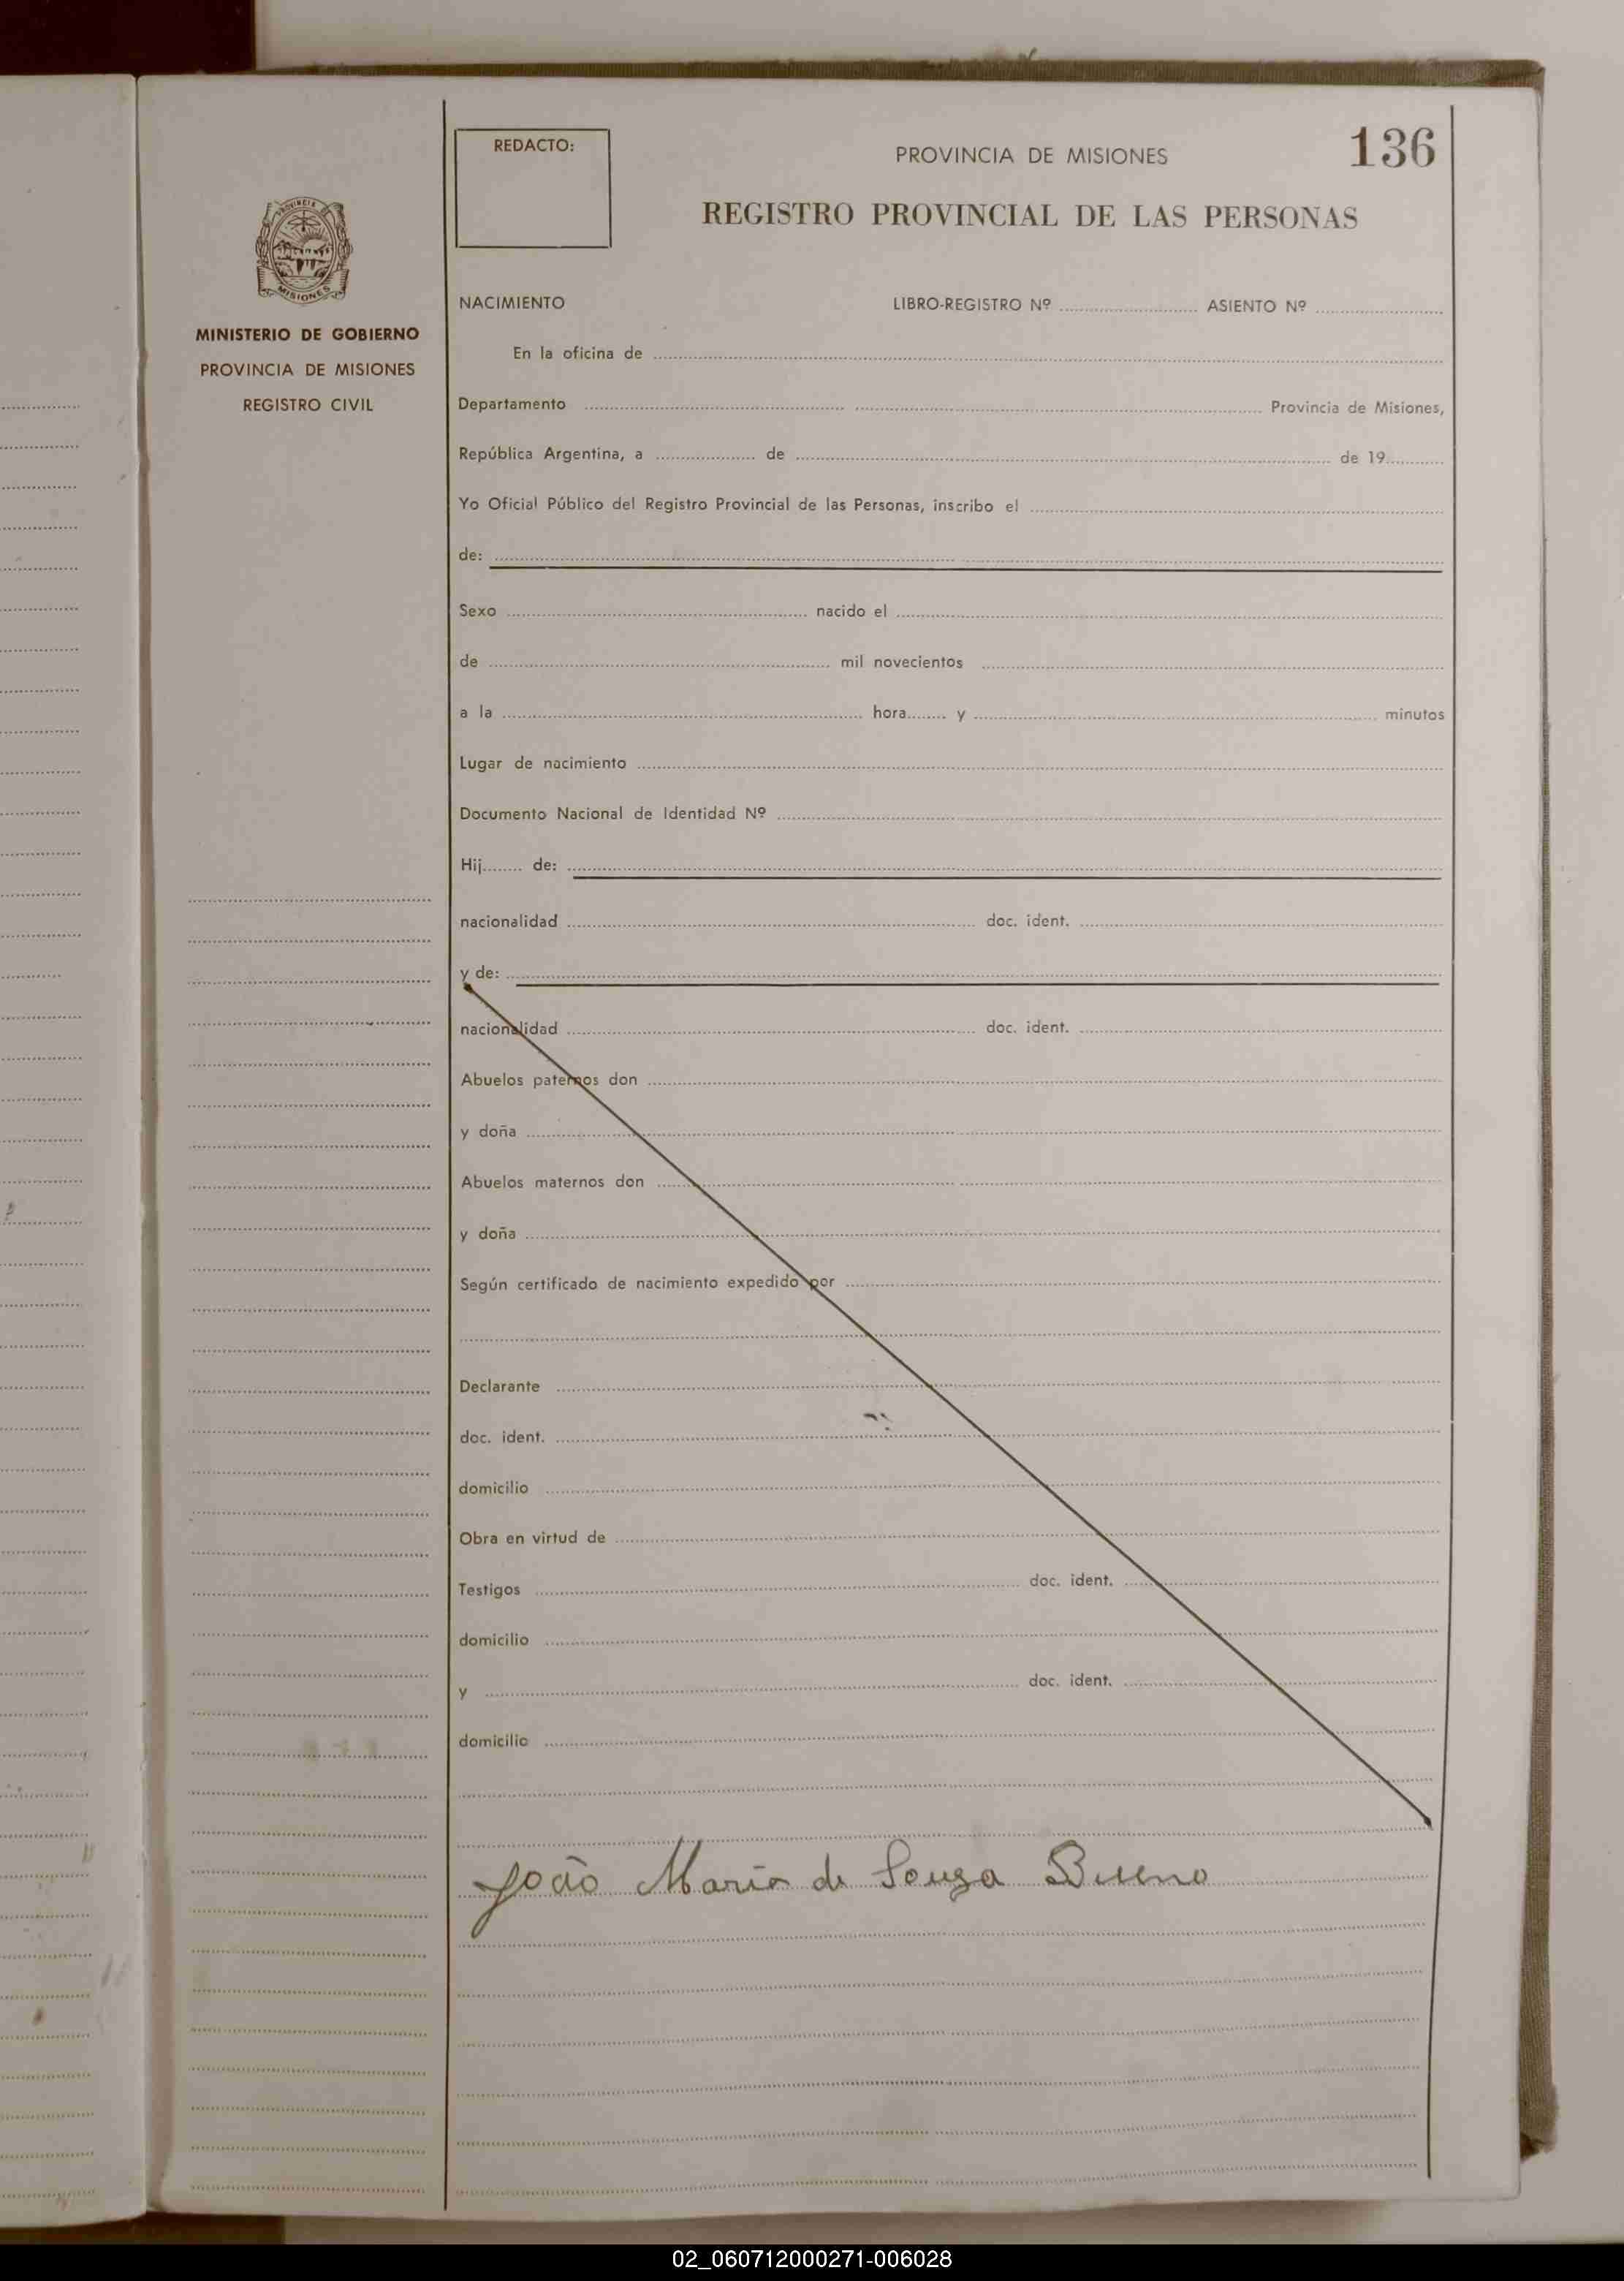 REDACTO:
PROVINCIA DE MISIONES
136
REGISTRO PROVINCIAL DE LAS PERSONAS
PROVINCIA
MISIONES
MINISTERIO DE GOBIERNO
PROVINCIA DE MISIONES
REGISTRO CIVIL
NACIMIENTO LIBRO-REGISTRO Nº ASIENTO Nº
En la oficina de
Departamento Provincia de Misiones,
República Argentina, a de de 19
Yo Oficial Público del Registro Provincial de las Personas, inscribo el
de:
Sexo nacido el
de mil novecientos
a la hora y minutos
Lugar de nacimiento
Documento Nacional de Identidad Nº
Hij de:
nacionalidad doc. ident.
y de:
nacionalidad doc. ident.
Abuelos paternos don
y doña
Abuelos maternos don
y doña
Según certificado de nacimiento expedido por
Declarante
doc. ident.
domicilio
Obra en virtud de
Testigos doc. ident.
domicilio
y doc. ident.
domicilio
João Maria de Souza Bueno
02_060712000271-006028